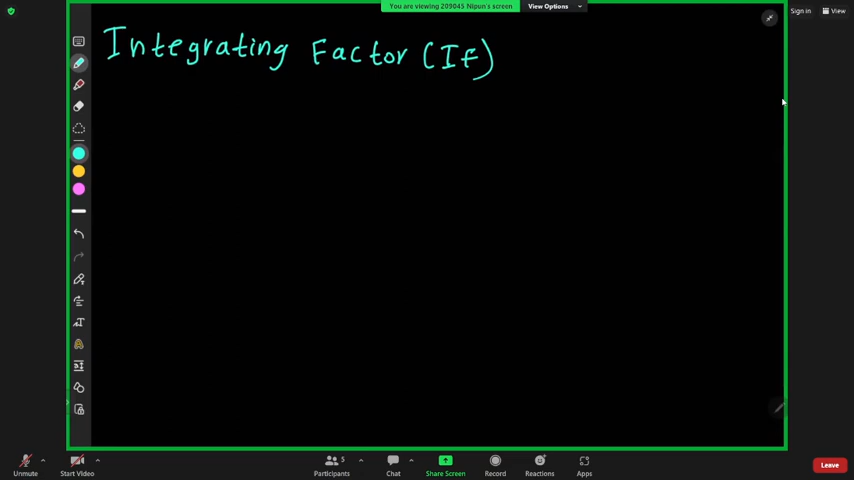 You are viewing 209045 Nipun's screen View Options
Sign in View
Integrating Factor (IF)
Unmute Start Video Participants 5 Chat Share Screen Record Reactions Apps Leave